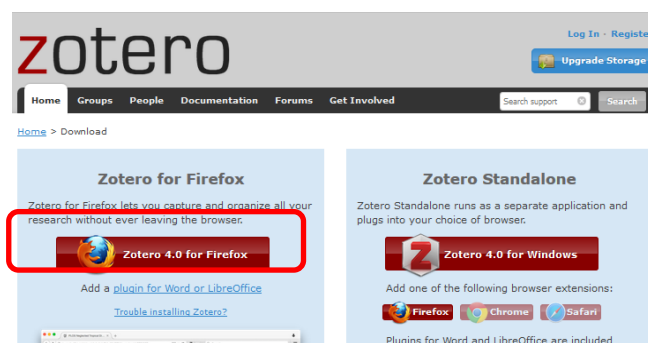 zotero
Log In · Registe
Upgrade Storage
Home Groups People Documentation Forums Get Involved
Search support
Search
Home > Download
Zotero for Firefox
Zotero for Firefox lets you capture and organize all your
research without ever leaving the browser.
Zotero 4.0 for Firefox
Add a plugin for Word or LibreOffice
Trouble installing Zotero?
Zotero Standalone
Zotero Standalone runs as a separate application and
plugs into your choice of browser.
Zotero 4.0 for Windows
Add one of the following browser extensions:
Firefox Chrome Safari
Plugins for Word and LibreOffice are included